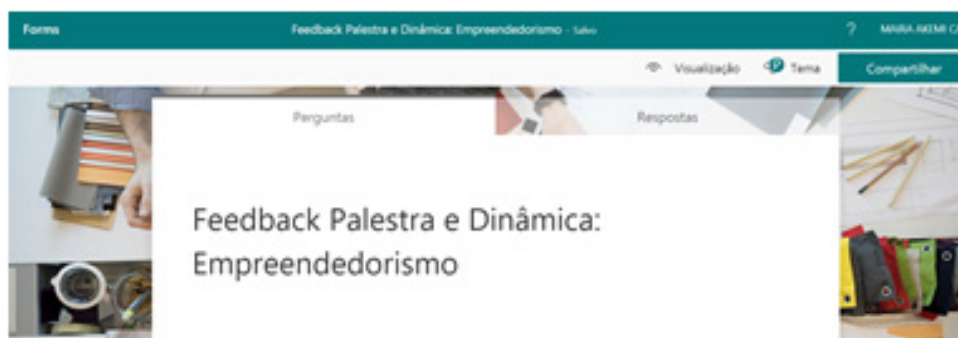 Forms
Feedback Palestra e Dinâmica: Empreendedorismo - Salvo
?
Visualização
Tema
Compartilhar
Perguntas
Respostas
Feedback Palestra e Dinâmica:
Empreendedorismo